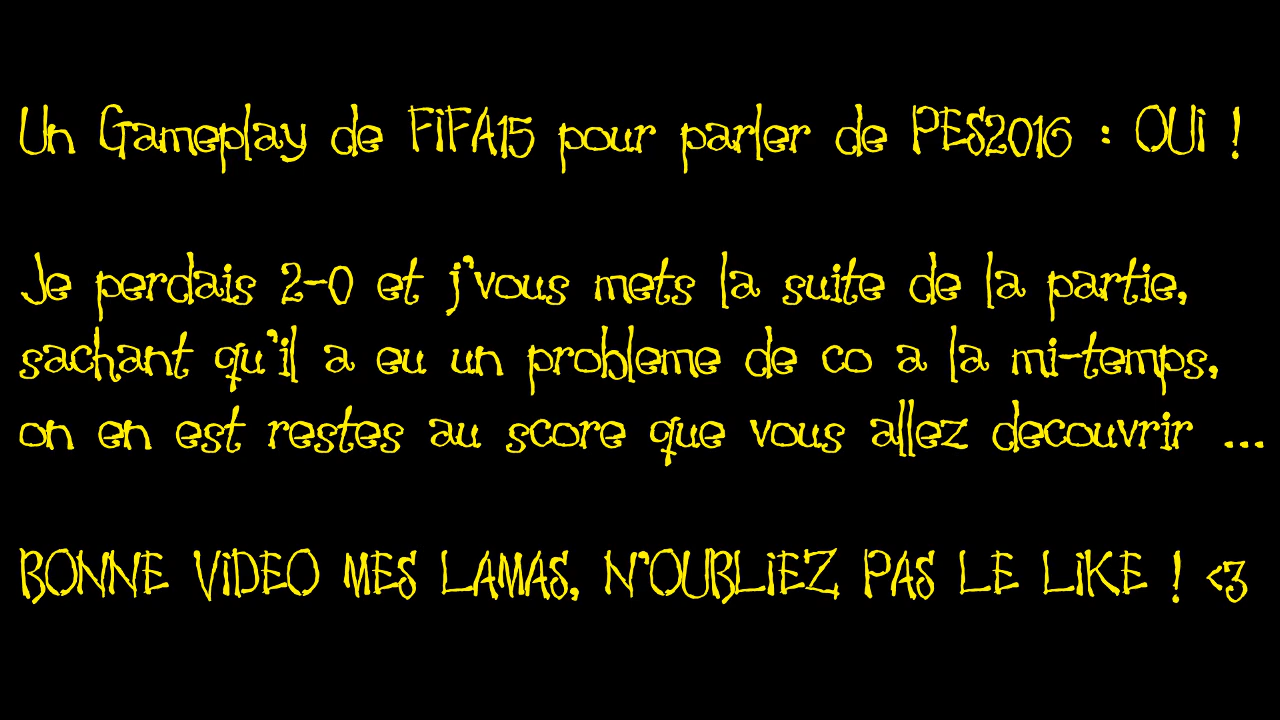 Un Gameplay de FiFA15 pour parler de PES2016 : OUi !
Je perdais 2-0 et j'vous mets la suite de la partie,
sachant qu'il a eu un probleme de co a la mi-temps,
on en est restes au score que vous allez decouvrir ...
BONNE ViDEO MES LAMAS, N'OUBLiEZ PAS LE LiKE ! <3